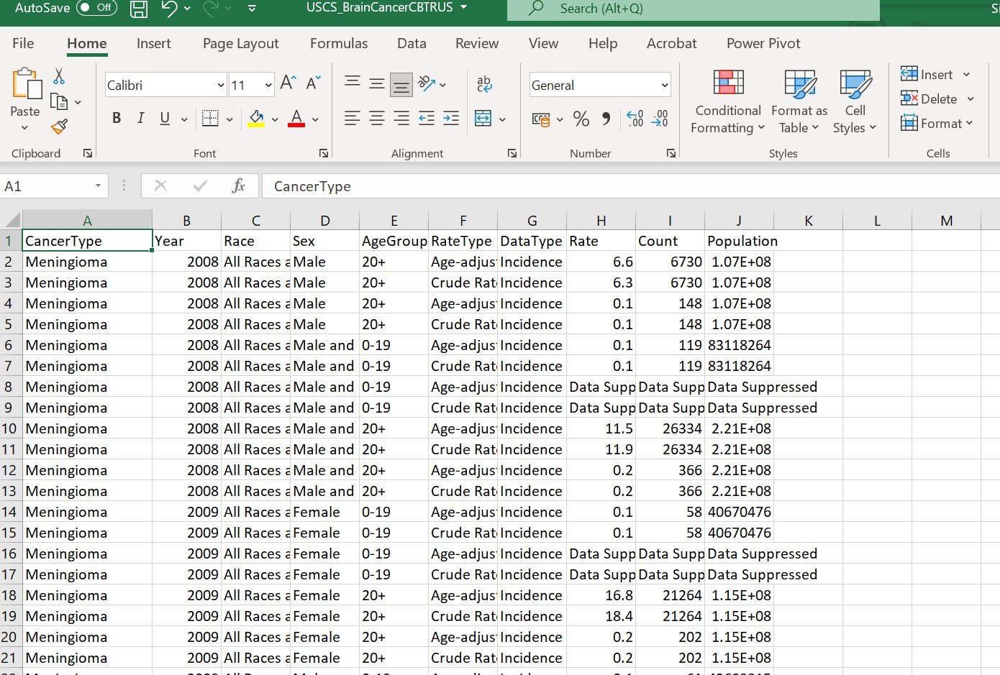 AutoSave Off USCS_BrainCancerCBTRUS Search (Alt+Q)
File Home Insert Page Layout Formulas Data Review View Help Acrobat Power Pivot
Calibri 11 A^ Aˇ ab General Insert
Paste B I U A % .00 Conditional Formatting Format as Table Cell Styles Delete
Format
Clipboard Font Alignment Number Styles Cells
A1 fx CancerType
A B C D E F G H I J K L M
1 CancerType Year Race Sex AgeGroup RateType DataType Rate Count Population
2 Meningioma 2008 All Races a Male 20+ Age-adjus Incidence 6.6 6730 1.07E+08
3 Meningioma 2008 All Races a Male 20+ Crude Rat Incidence 6.3 6730 1.07E+08
4 Meningioma 2008 All Races a Male 20+ Age-adjus Incidence 0.1 148 1.07E+08
5 Meningioma 2008 All Races a Male 20+ Crude Rat Incidence 0.1 148 1.07E+08
6 Meningioma 2008 All Races a Male and 0-19 Age-adjus Incidence 0.1 119 83118264
7 Meningioma 2008 All Races a Male and 0-19 Crude Rat Incidence 0.1 119 83118264
8 Meningioma 2008 All Races a Male and 0-19 Age-adjus Incidence Data Supp Data Supp Data Suppressed
9 Meningioma 2008 All Races a Male and 0-19 Crude Rat Incidence Data Supp Data Supp Data Suppressed
10 Meningioma 2008 All Races a Male and 20+ Age-adjus Incidence 11.5 26334 2.21E+08
11 Meningioma 2008 All Races a Male and 20+ Crude Rat Incidence 11.9 26334 2.21E+08
12 Meningioma 2008 All Races a Male and 20+ Age-adjus Incidence 0.2 366 2.21E+08
13 Meningioma 2008 All Races a Male and 20+ Crude Rat Incidence 0.2 366 2.21E+08
14 Meningioma 2009 All Races a Female 0-19 Age-adjus Incidence 0.1 58 40670476
15 Meningioma 2009 All Races a Female 0-19 Crude Rat Incidence 0.1 58 40670476
16 Meningioma 2009 All Races a Female 0-19 Age-adjus Incidence Data Supp Data Supp Data Suppressed
17 Meningioma 2009 All Races a Female 0-19 Crude Rat Incidence Data Supp Data Supp Data Suppressed
18 Meningioma 2009 All Races a Female 20+ Age-adjus Incidence 16.8 21264 1.15E+08
19 Meningioma 2009 All Races a Female 20+ Crude Rat Incidence 18.4 21264 1.15E+08
20 Meningioma 2009 All Races a Female 20+ Age-adjus Incidence 0.2 202 1.15E+08
21 Meningioma 2009 All Races a Female 20+ Crude Rat Incidence 0.2 202 1.15E+08